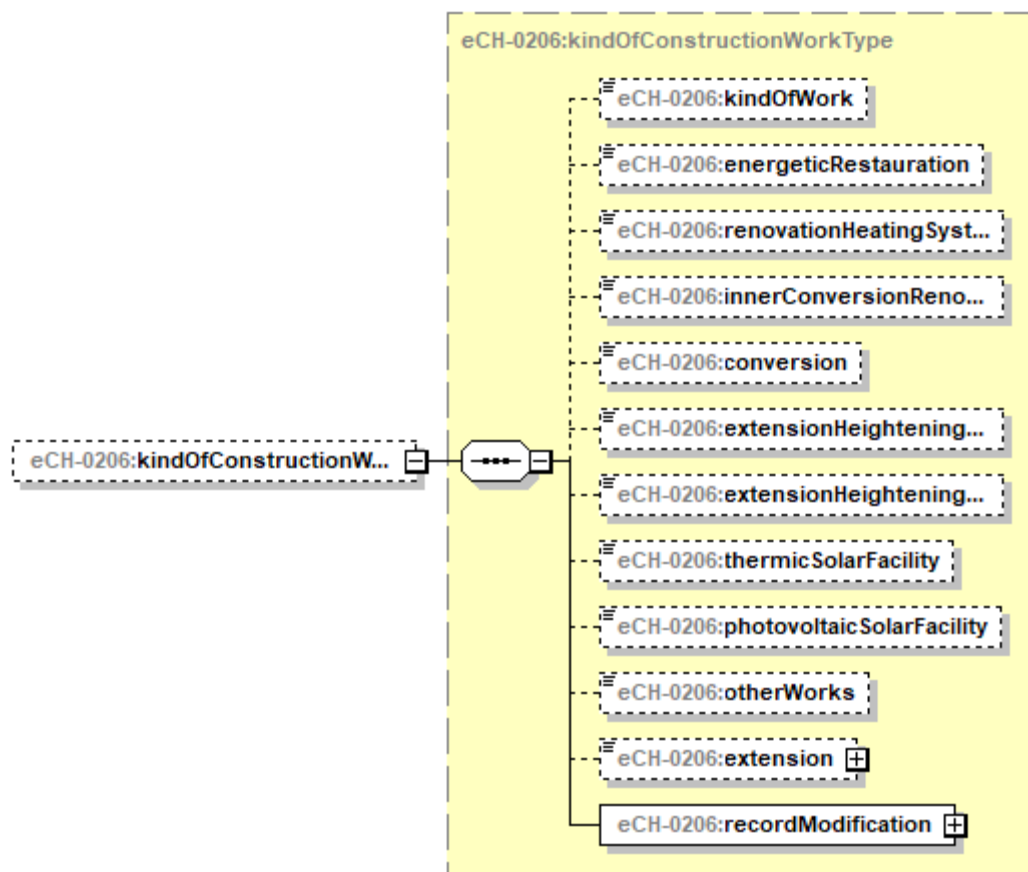 eCH-0206:kindOfConstructionWorkType
eCH-0206:kindOfWork
eCH-0206:energeticRestauration
eCH-0206:renovationHeatingSyst...
eCH-0206:innerConversionReno...
eCH-0206:conversion
eCH-0206:extensionHeightening...
eCH-0206:kindOfConstructionW...
eCH-0206:extensionHeightening...
eCH-0206:thermicSolarFacility
eCH-0206:photovoltaicSolarFacility
eCH-0206:otherWorks
eCH-0206:extension
eCH-0206:recordModification